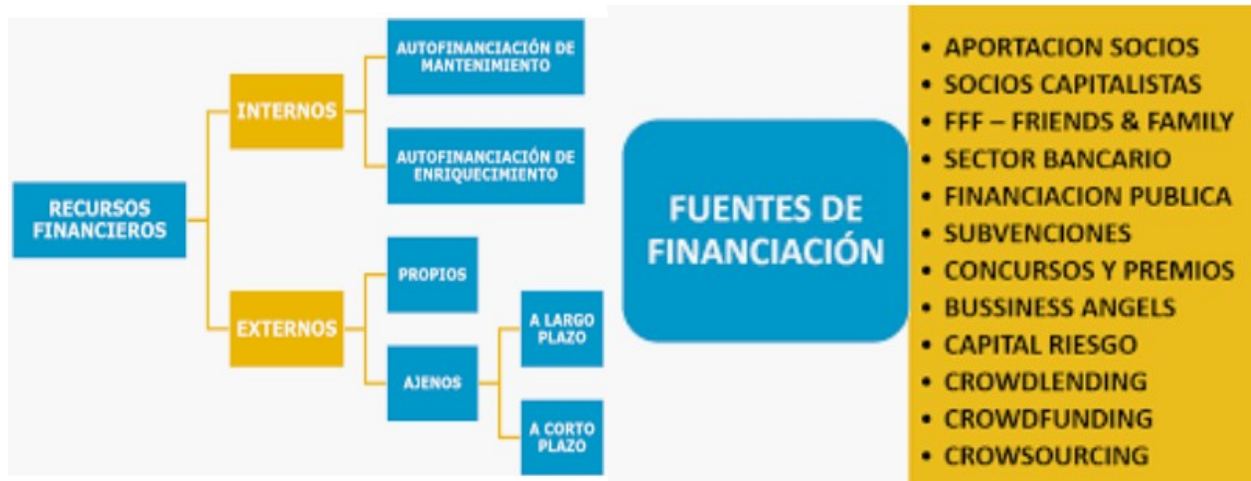 RECURSOS
FINANCIEROS
INTERNOS
AUTOFINANCIACIÓN DE
MANTENIMIENTO
AUTOFINANCIACIÓN DE
ENRIQUECIMIENTO
EXTERNOS
PROPIOS
AJENOS
A LARGO
PLAZO
A CORTO
PLAZO
FUENTES DE
FINANCIACIÓN
• APORTACION SOCIOS
• SOCIOS CAPITALISTAS
• FFF – FRIENDS & FAMILY
• SECTOR BANCARIO
• FINANCIACION PUBLICA
• SUBVENCIONES
• CONCURSOS Y PREMIOS
• BUSSINESS ANGELS
• CAPITAL RIESGO
• CROWDLENDING
• CROWDFUNDING
• CROWSOURCING